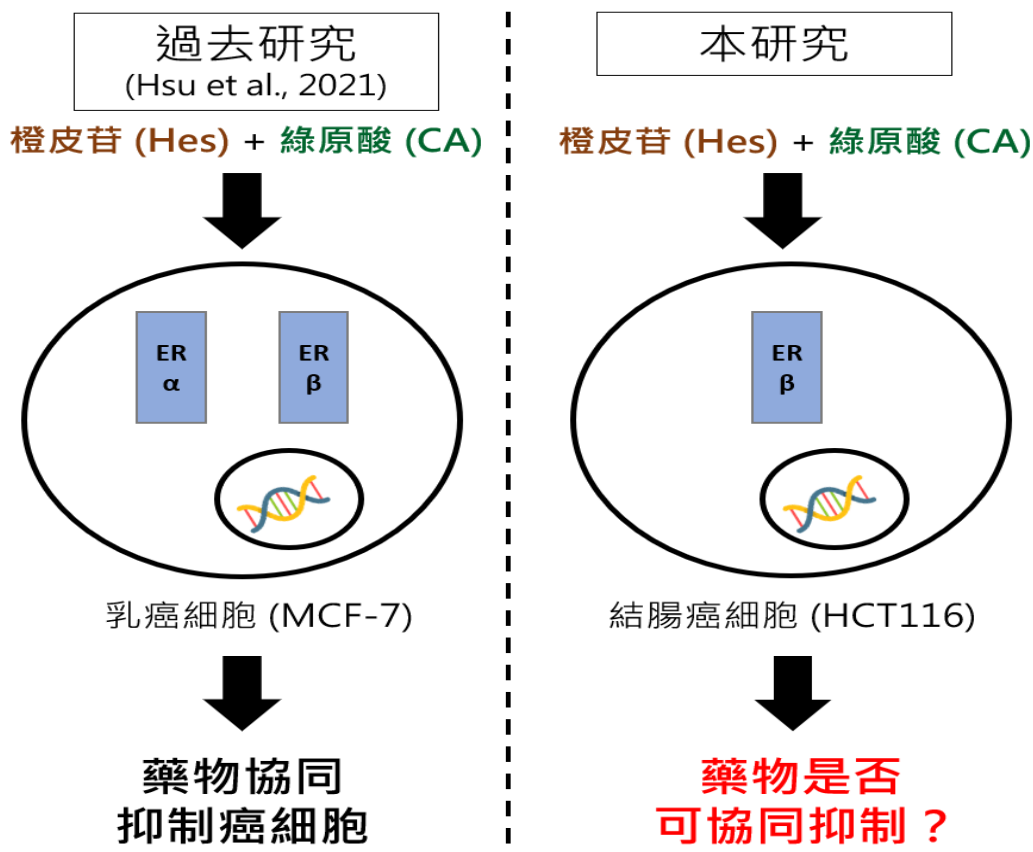 過去研究
(Hsu et al., 2021)
橙皮苷 (Hes) + 綠原酸 (CA)
ER
α
ER
β
乳癌細胞 (MCF-7)
藥物協同
抑制癌細胞
本研究
橙皮苷 (Hes) + 綠原酸 (CA)
ER
β
結腸癌細胞 (HCT116)
藥物是否
可協同抑制？